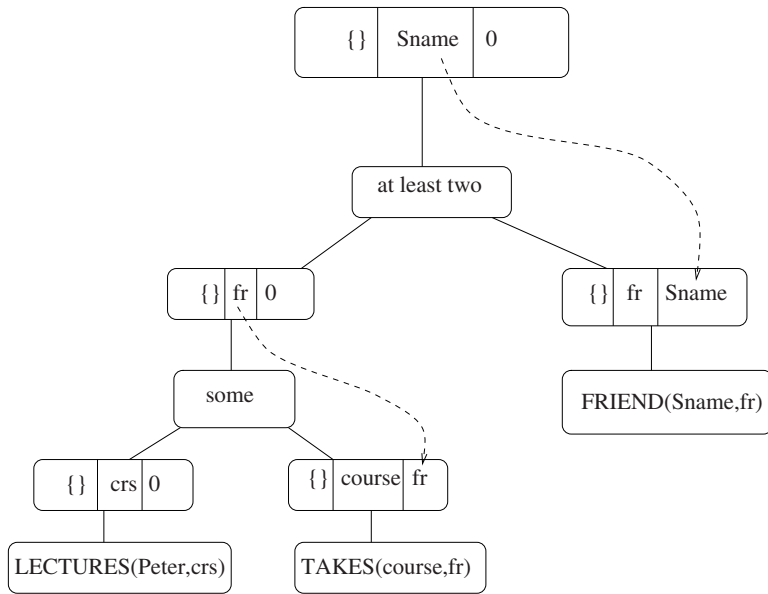 {} Sname 0
at least two
{} fr 0
{} fr Sname
some
FRIEND(Sname,fr)
{} crs 0
{} course fr
LECTURES(Peter,crs)
TAKES(course,fr)